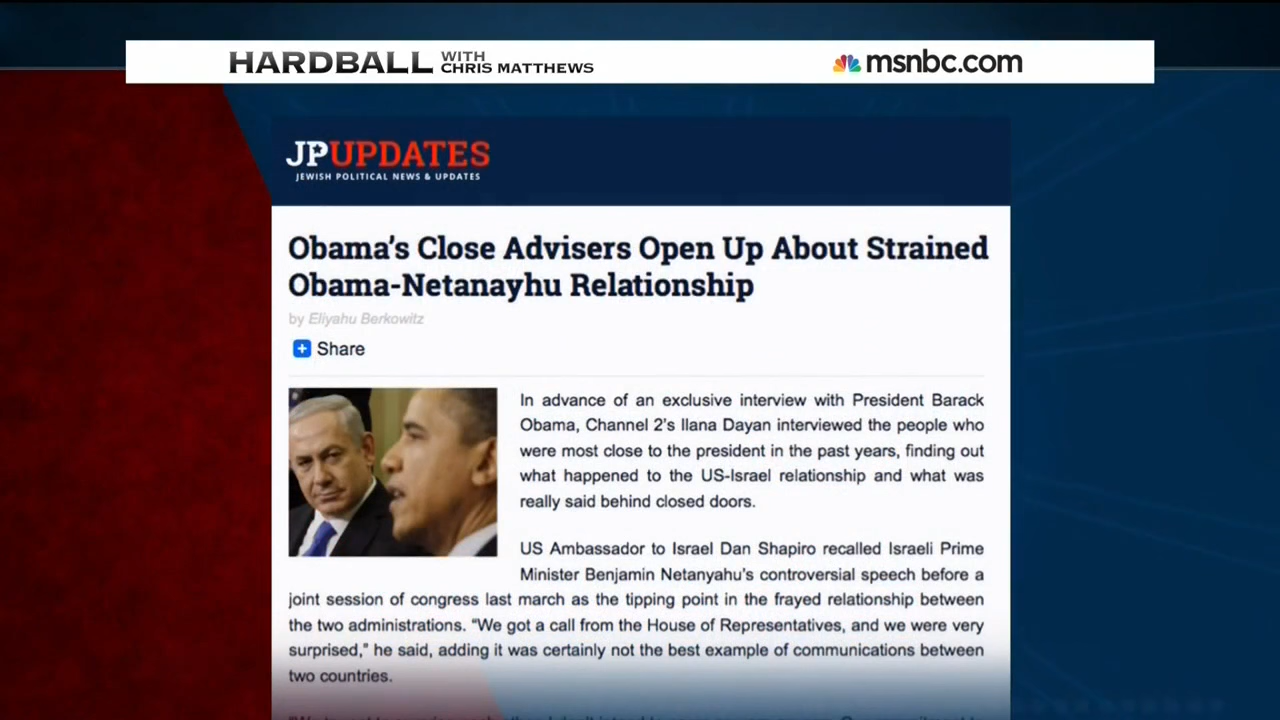 HARDBALL WITH CHRIS MATTHEWS
msnbc.com
JPUPDATES
JEWISH POLITICAL NEWS & UPDATES
Obama's Close Advisers Open Up About Strained
Obama-Netanayhu Relationship
by Eliyahu Berkowitz
Share
In advance of an exclusive interview with President Barack
Obama, Channel 2's Ilana Dayan interviewed the people who
were most close to the president in the past years, finding out
what happened to the US-Israel relationship and what was
really said behind closed doors.
US Ambassador to Israel Dan Shapiro recalled Israeli Prime
Minister Benjamin Netanyahu's controversial speech before a
joint session of congress last march as the tipping point in the frayed relationship between
the two administrations. "We got a call from the House of Representatives, and we were very
surprised," he said, adding it was certainly not the best example of communications between
two countries.